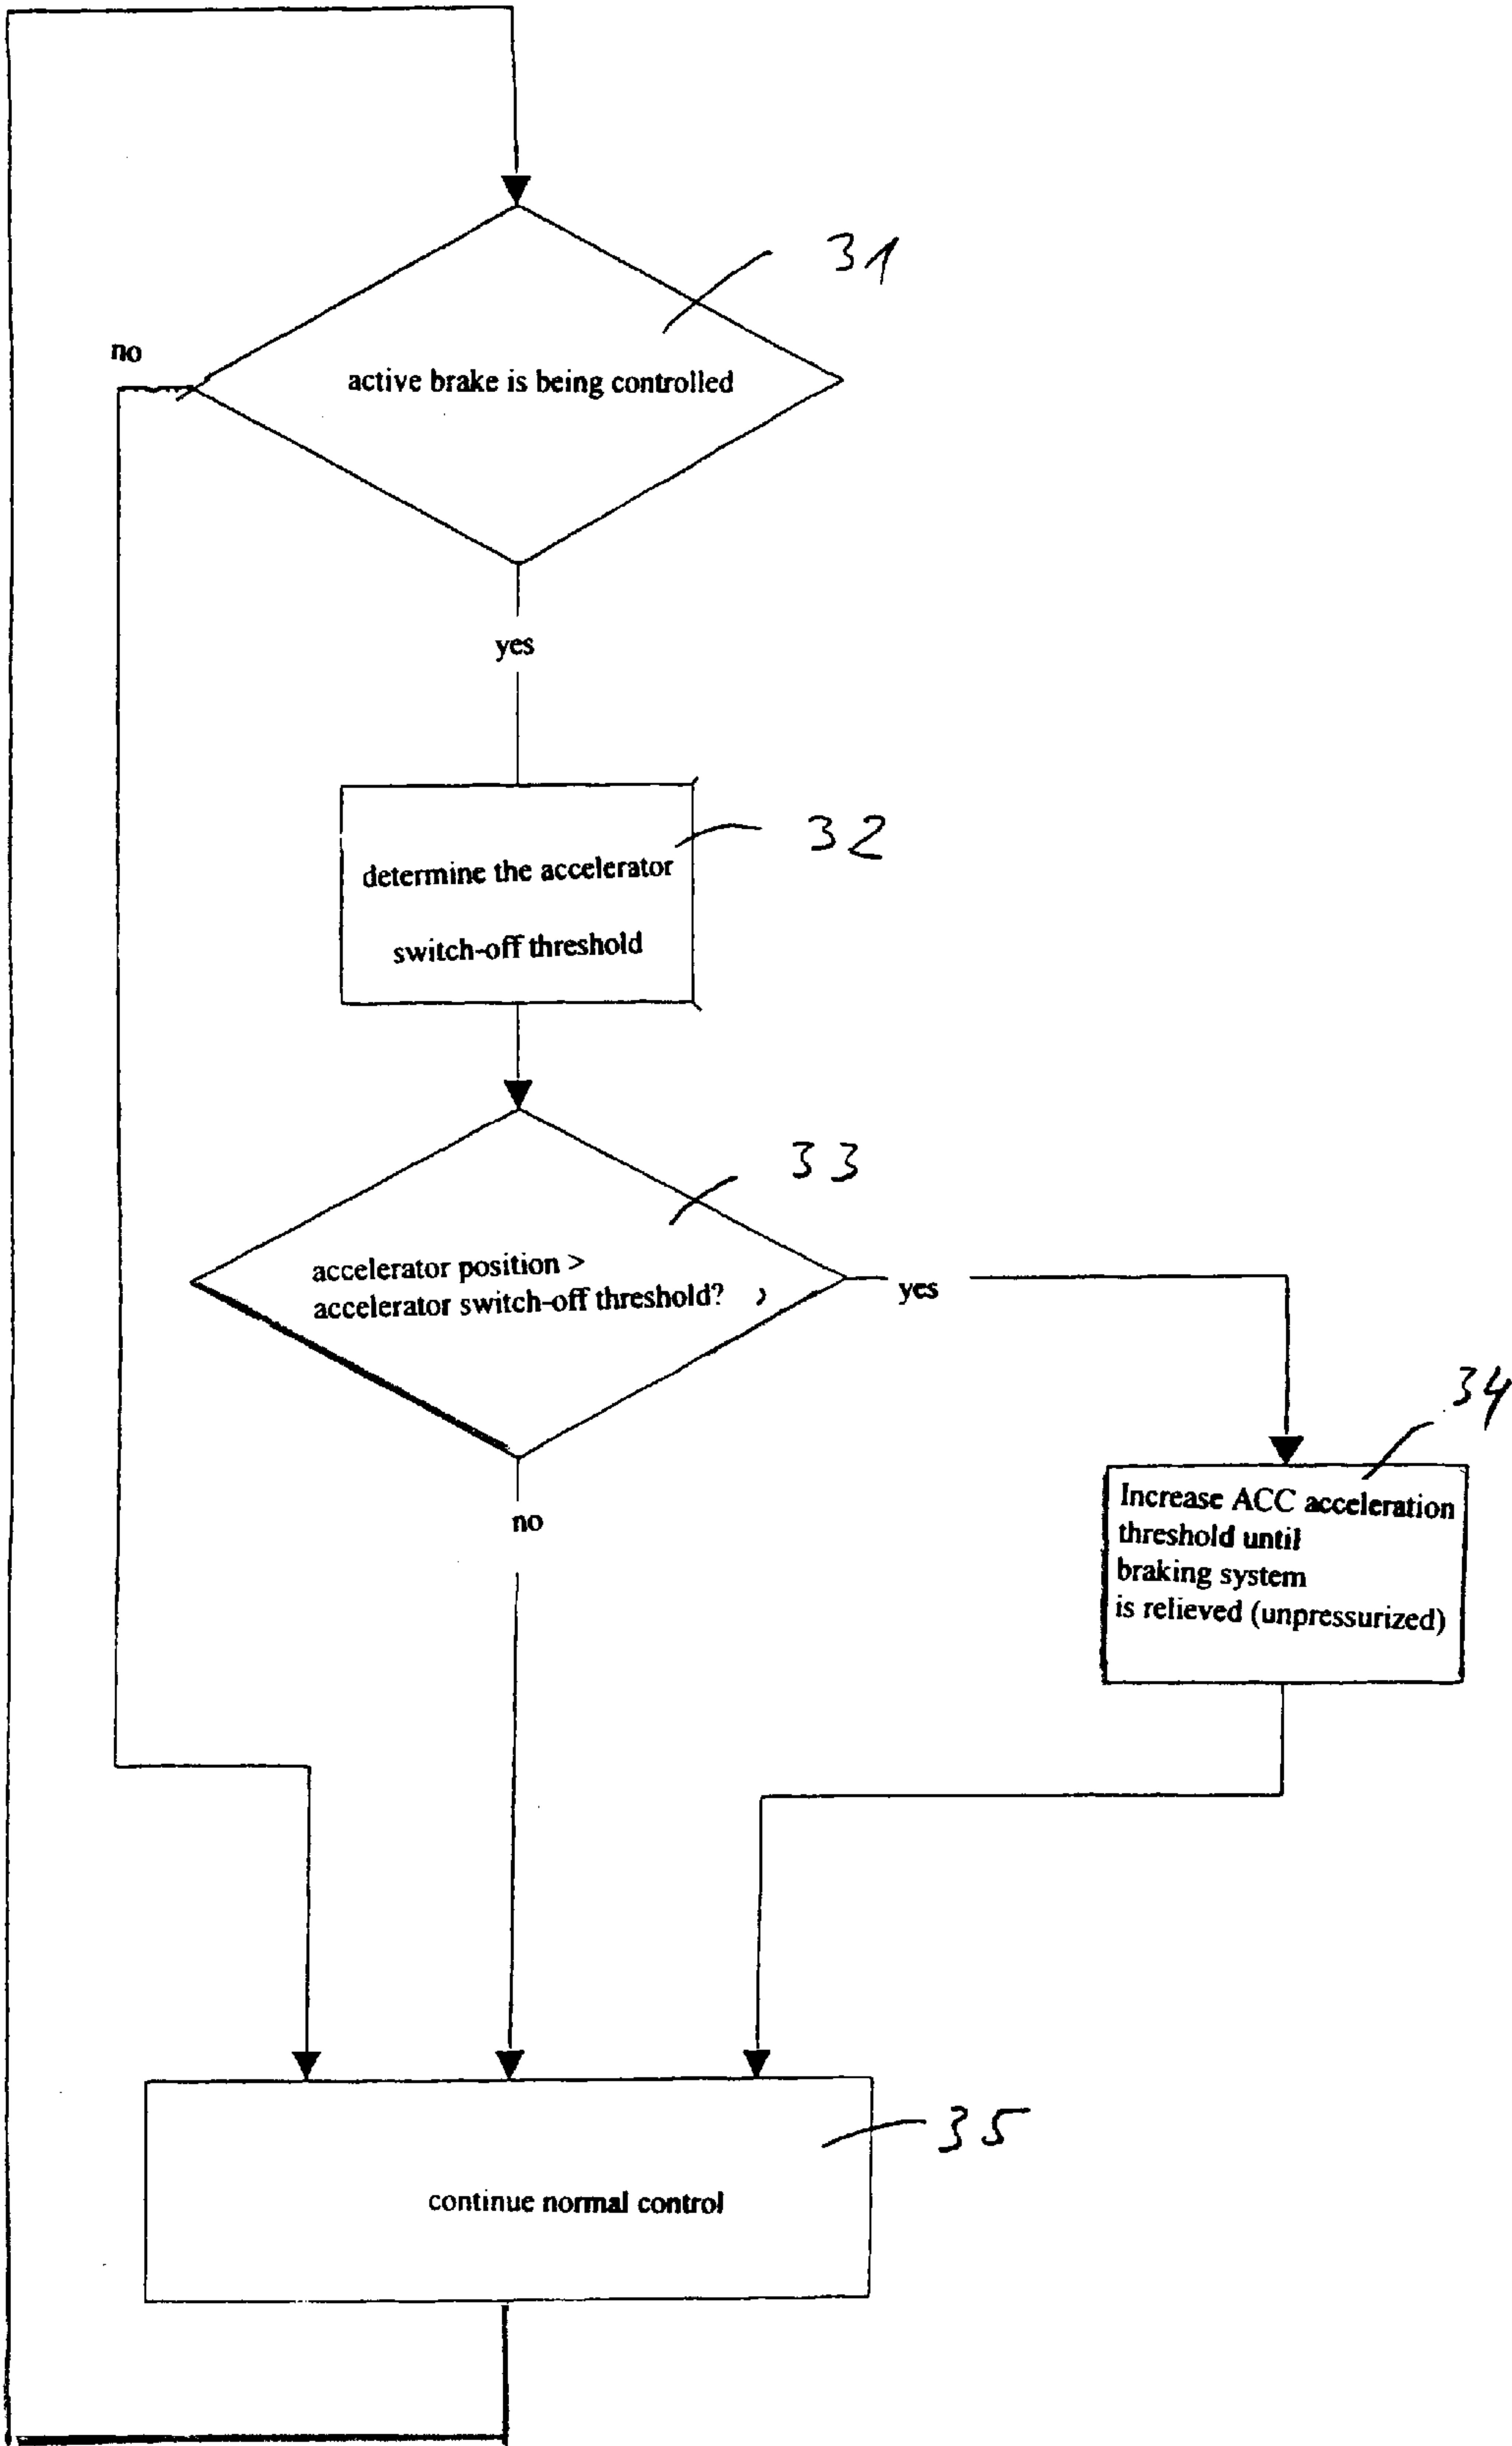 31
no
active brake is being controlled
yes
32
determine the accelerator
switch-off threshold
33
accelerator position >
accelerator switch-off threshold?
yes
34
Increase ACC acceleration
threshold until
braking system
is relieved (unpressurized)
no
35
continue normal control